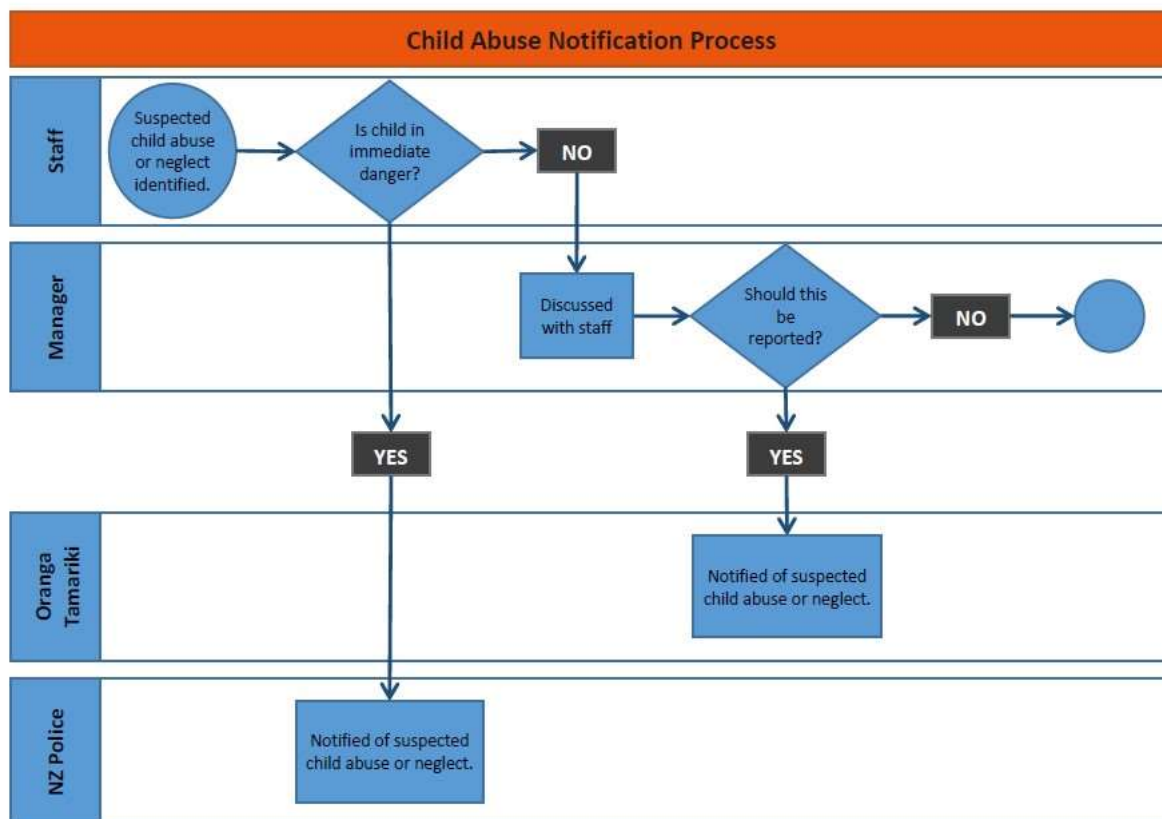 Child Abuse Notification Process
Staff
Suspected
child abuse
or neglect
identified.
Is child in
immediate
danger?
NO
Manager
Discussed
with staff
Should this
be
reported?
NO
YES
YES
Oranga
Tamariki
Notified of suspected
child abuse or neglect.
NZ Police
Notified of suspected
child abuse or neglect.